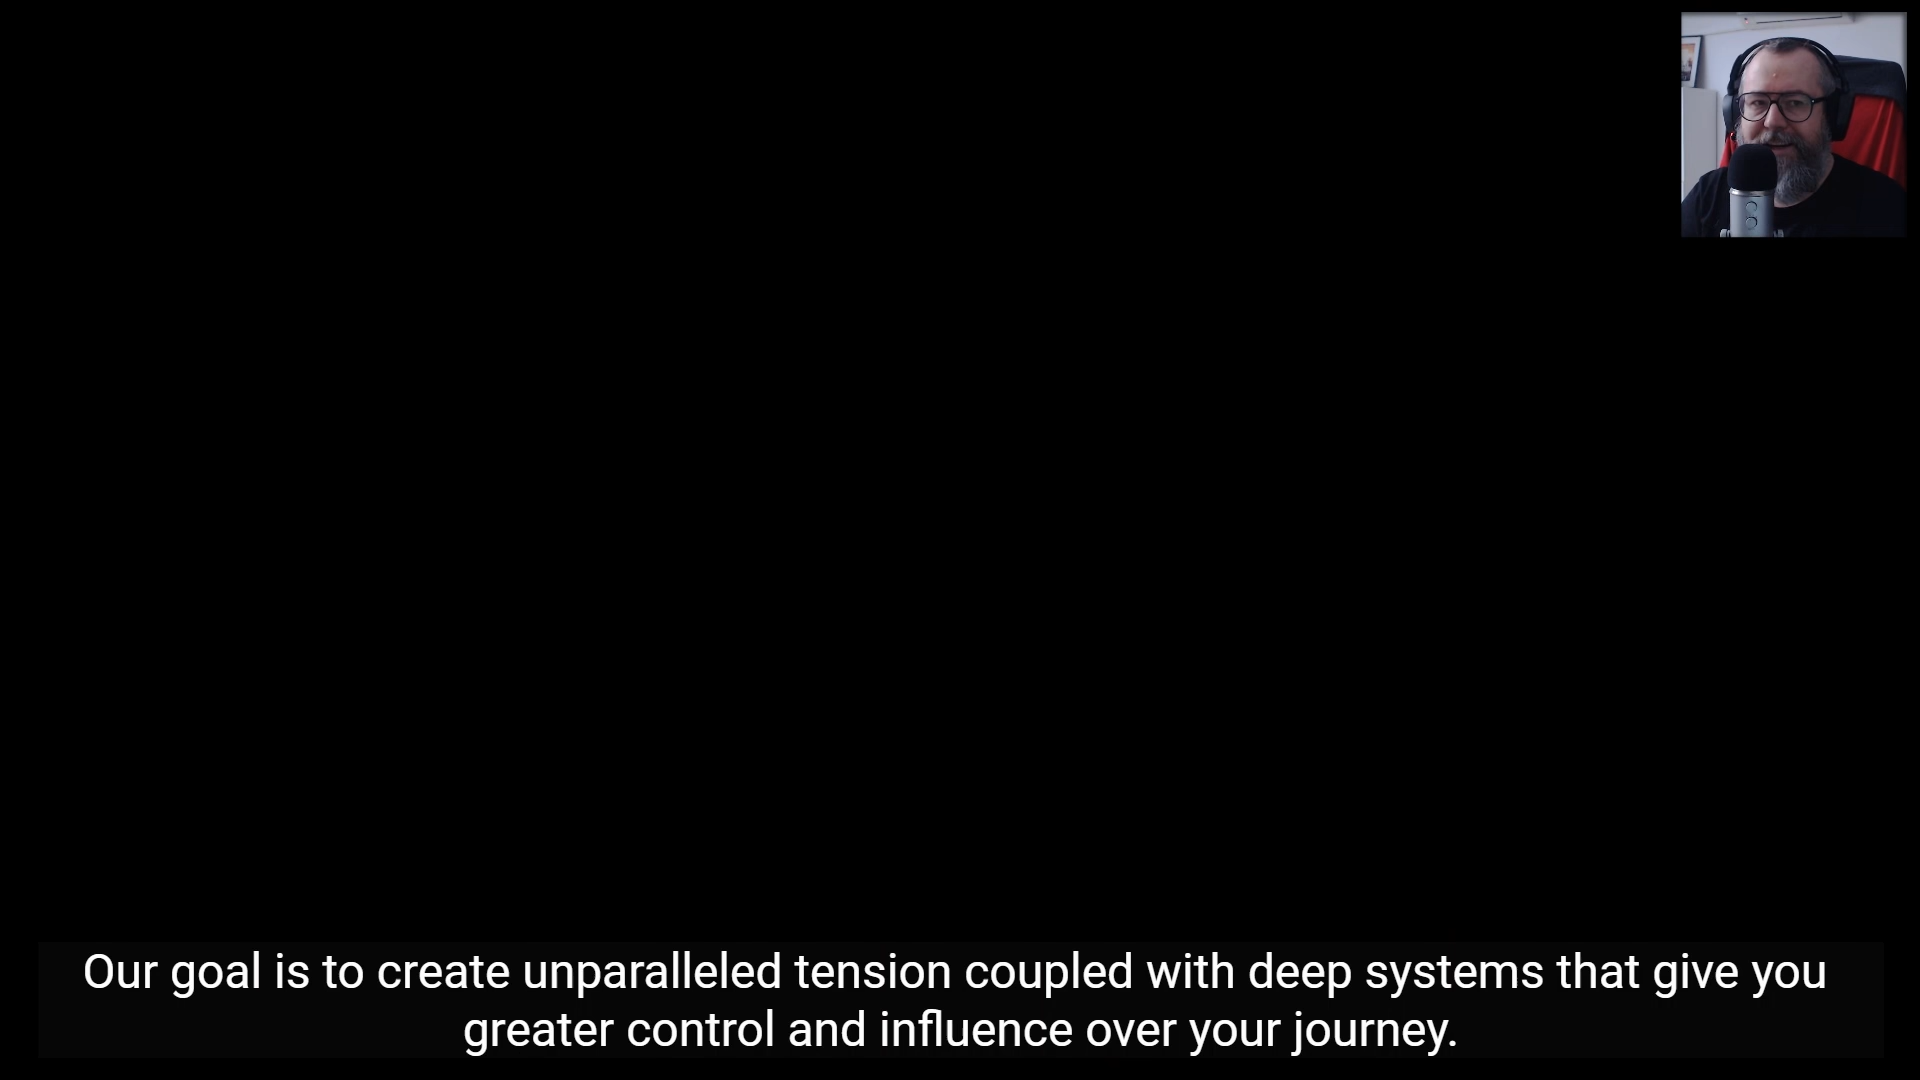 Our goal is to create unparalleled tension coupled with deep systems that give you
greater control and influence over your journey.